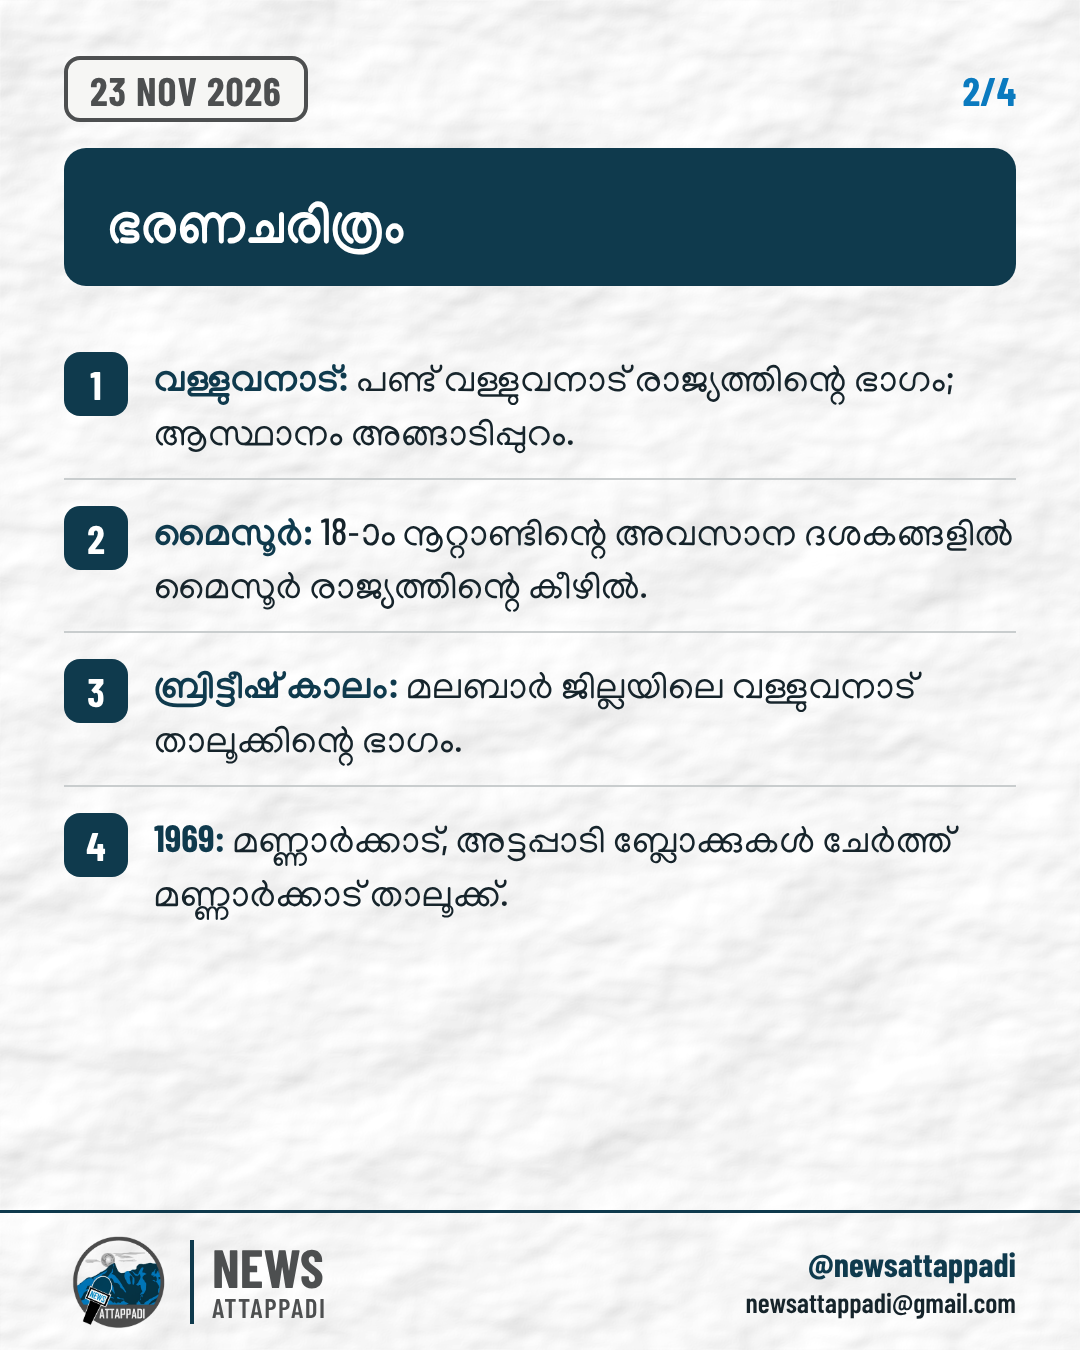 23 NOV 2026
2/4
ഭരണചരിത്രം
1
വള്ളുവനാട്: പണ്ട് വള്ളുവനാട് രാജ്യത്തിന്റെ ഭാഗം;
ആസ്ഥാനം അങ്ങാടിപ്പുറം.
2
മൈസൂർ: 18-ാം നൂറ്റാണ്ടിന്റെ അവസാന ദശകങ്ങളിൽ
മൈസൂർ രാജ്യത്തിന്റെ കീഴിൽ.
3
ബ്രിട്ടീഷ് കാലം: മലബാർ ജില്ലയിലെ വള്ളുവനാട്
താലൂക്കിന്റെ ഭാഗം.
4
1969: മണ്ണാർക്കാട്, അട്ടപ്പാടി ബ്ലോക്കുകൾ ചേർത്ത്
മണ്ണാർക്കാട് താലൂക്ക്.
NEWS
ATTAPPADI
NEWS
ATTAPPADI
@newsattappadi
newsattappadi@gmail.com